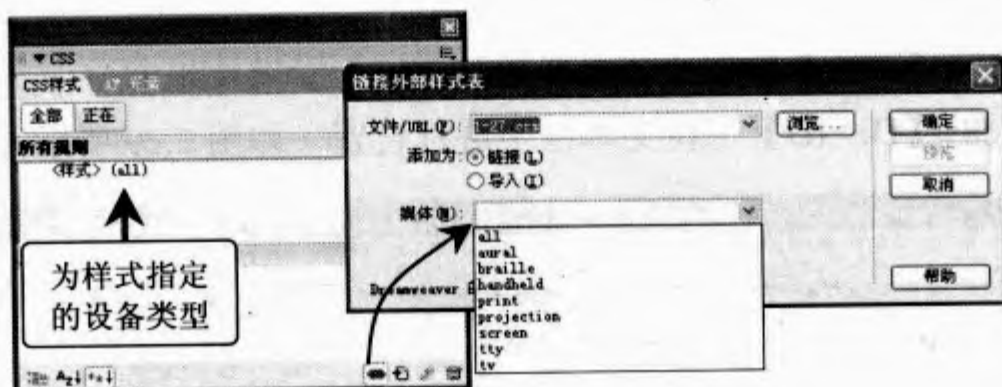 CSS
CSS样式
全部 正在
所有规则
<样式> (all)
为样式指定
的设备类型
链接外部样式表
文件/URL(F):
浏览...
确定
添加为: 链接(L)
预览
导入(I)
取消
媒体(M):
all
aural
braille
handheld
print
projection
screen
tty
tv
Dreamweaver
帮助